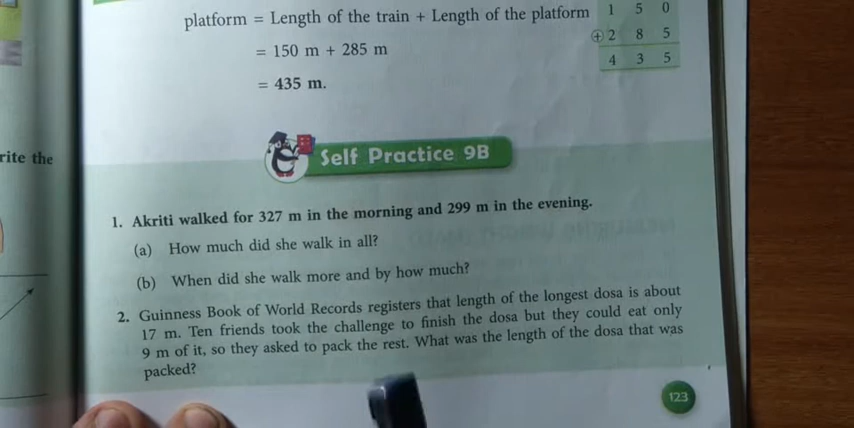 platform = Length of the train + Length of the platform
= 150 m + 285 m
= 435 m.
1 5 0
+ 2 8 5
4 3 5
rite the
Self Practice 9B
1. Akriti walked for 327 m in the morning and 299 m in the evening.
(a) How much did she walk in all?
(b) When did she walk more and by how much?
2. Guinness Book of World Records registers that length of the longest dosa is about
17 m. Ten friends took the challenge to finish the dosa but they could eat only
9 m of it, so they asked to pack the rest. What was the length of the dosa that was
packed?
123